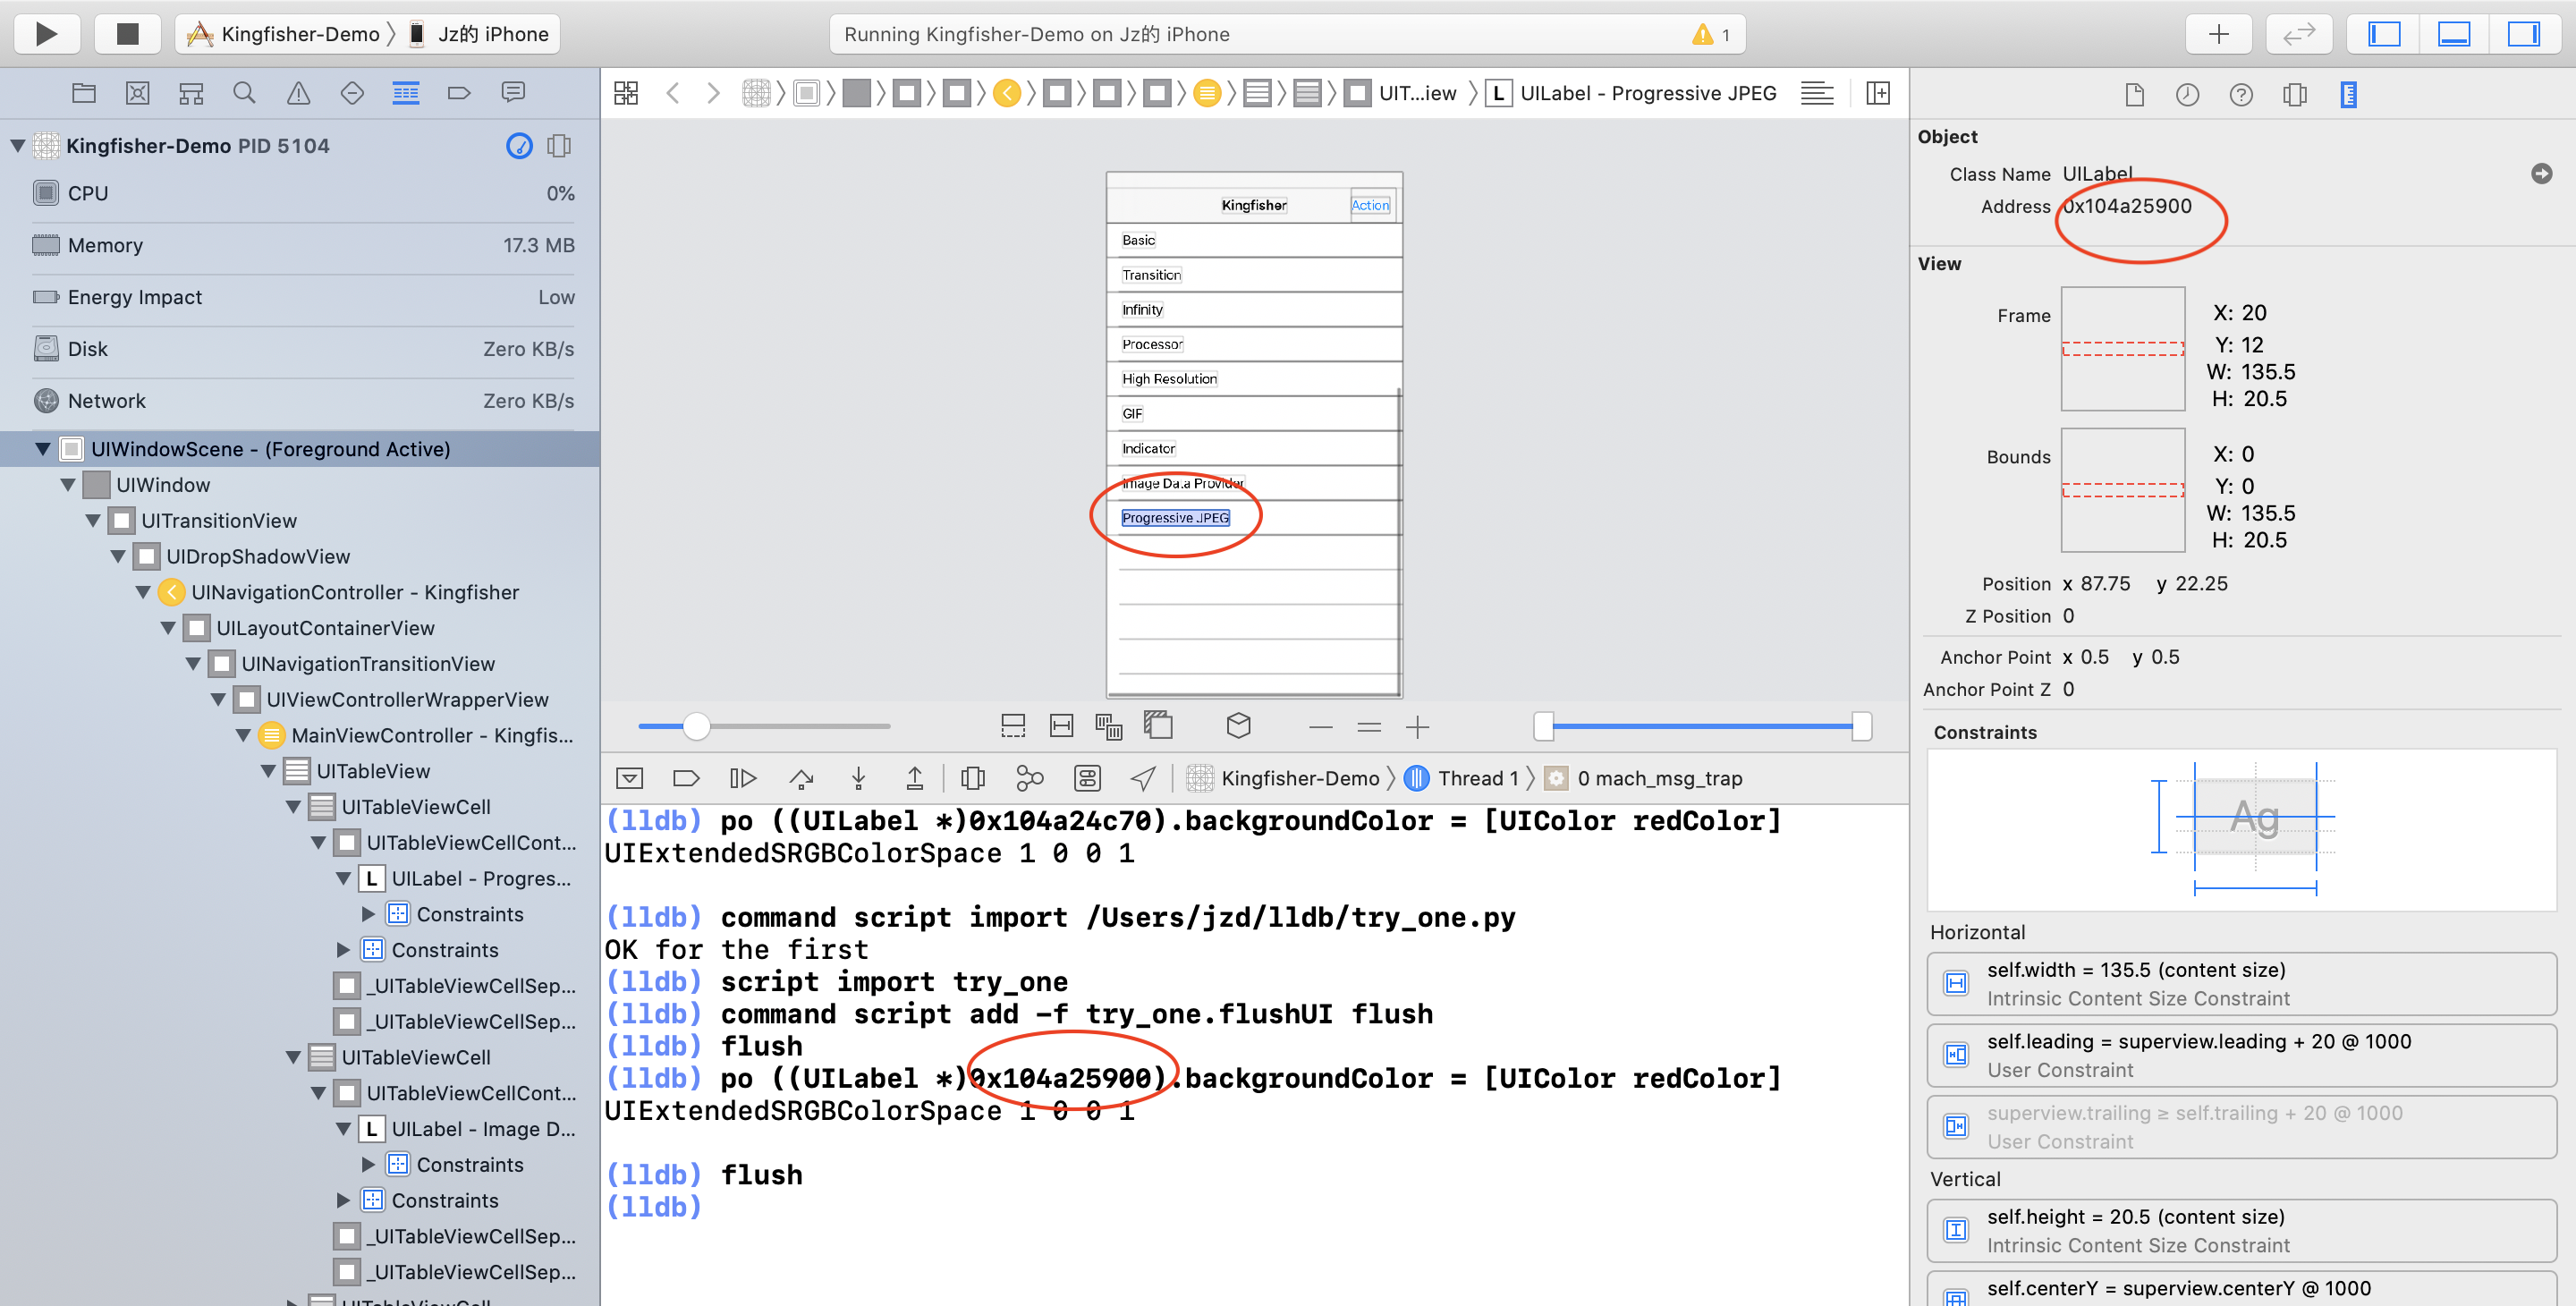 Kingfisher-Demo
Jz的 iPhone
Running Kingfisher-Demo on Jz的 iPhone
1
Kingfisher-Demo PID 5104
CPU 0%
Memory 17.3 MB
Energy Impact Low
Disk Zero KB/s
Network Zero KB/s
UIWindowScene - (Foreground Active)
UIWindow
UITransitionView
UIDropShadowView
UINavigationController - Kingfisher
UILayoutContainerView
UINavigationTransitionView
UIViewControllerWrapperView
MainViewController - Kingfis...
UITableView
UITableViewCell
UITableViewCellCont...
L UILabel - Progres...
Constraints
Constraints
_UITableViewCellSep...
_UITableViewCellSep...
UITableViewCell
UITableViewCellCont...
L UILabel - Image D...
Constraints
Constraints
_UITableViewCellSep...
_UITableViewCellSep...
UITableViewCell
UIT...iew
L UILabel - Progressive JPEG
Kingfisher
Action
Basic
Transition
Infinity
Processor
High Resolution
GIF
Indicator
Image Data Provider
Progressive JPEG
Kingfisher-Demo
Thread 1
0 mach_msg_trap
(lldb) po ((UILabel *)0x104a24c70).backgroundColor = [UIColor redColor]
UIExtendedSRGBColorSpace 1 0 0 1
(lldb) command script import /Users/jzd/lldb/try_one.py
OK for the first
(lldb) script import try_one
(lldb) command script add -f try_one.flushUI flush
(lldb) flush
(lldb) po ((UILabel *)0x104a25900).backgroundColor = [UIColor redColor]
UIExtendedSRGBColorSpace 1 0 0 1
(lldb) flush
(lldb)
Object
Class Name UILabel
Address 0x104a25900
View
Frame
X: 20
Y: 12
W: 135.5
H: 20.5
Bounds
X: 0
Y: 0
W: 135.5
H: 20.5
Position x 87.75 y 22.25
Z Position 0
Anchor Point x 0.5 y 0.5
Anchor Point Z 0
Constraints
Ag
Horizontal
self.width = 135.5 (content size)
Intrinsic Content Size Constraint
self.leading = superview.leading + 20 @ 1000
User Constraint
superview.trailing ≥ self.trailing + 20 @ 1000
User Constraint
Vertical
self.height = 20.5 (content size)
Intrinsic Content Size Constraint
self.centerY = superview.centerY @ 1000